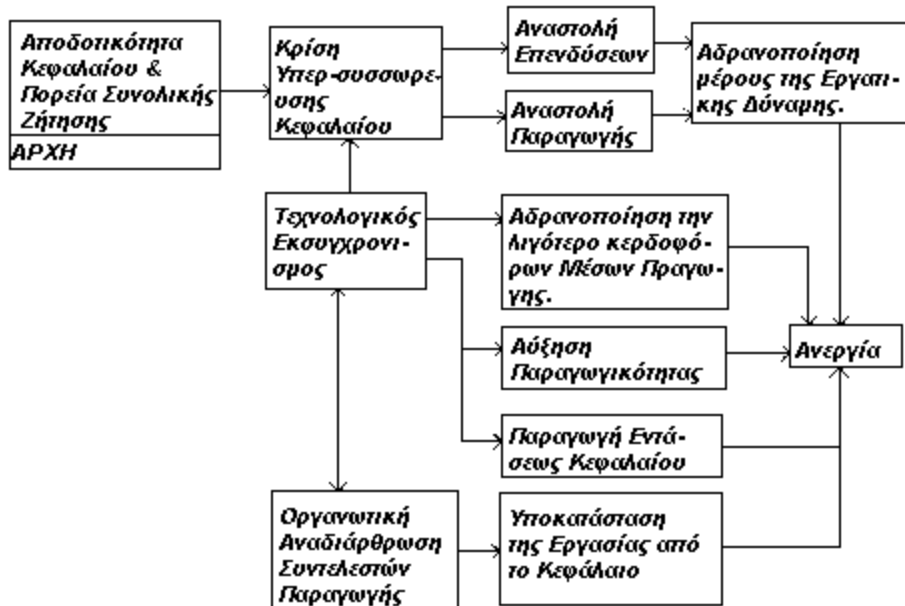 Αποδοτικότητα
Κεφαλαίου &
Πορεία Συνολικής
Ζήτησης
ΑΡΧΗ
Κρίση
Υπερ-συσσωρε-
υσης
Κεφαλαίου
Αναστολή
Επενδύσεων
Αναστολή
Παραγωγής
Αδρανοποίηση
μέρους της Εργατι-
κης Δύναμης.
Τεχνολογικός
Εκσυγχρονι-
σμος
Αδρανοποίηση την
λιγότερο κερδοφό-
ρων Μέσων Πραγω-
γης.
Αύξηση
Παραγωγικότητας
Ανεργία
Παραγωγή Εντά-
σεως Κεφαλαίου
Οργανωτική
Αναδιάρθρωση
Συντελεστών
Παραγωγής
Υποκατάσταση
της Εργασίας από
το Κεφάλαιο